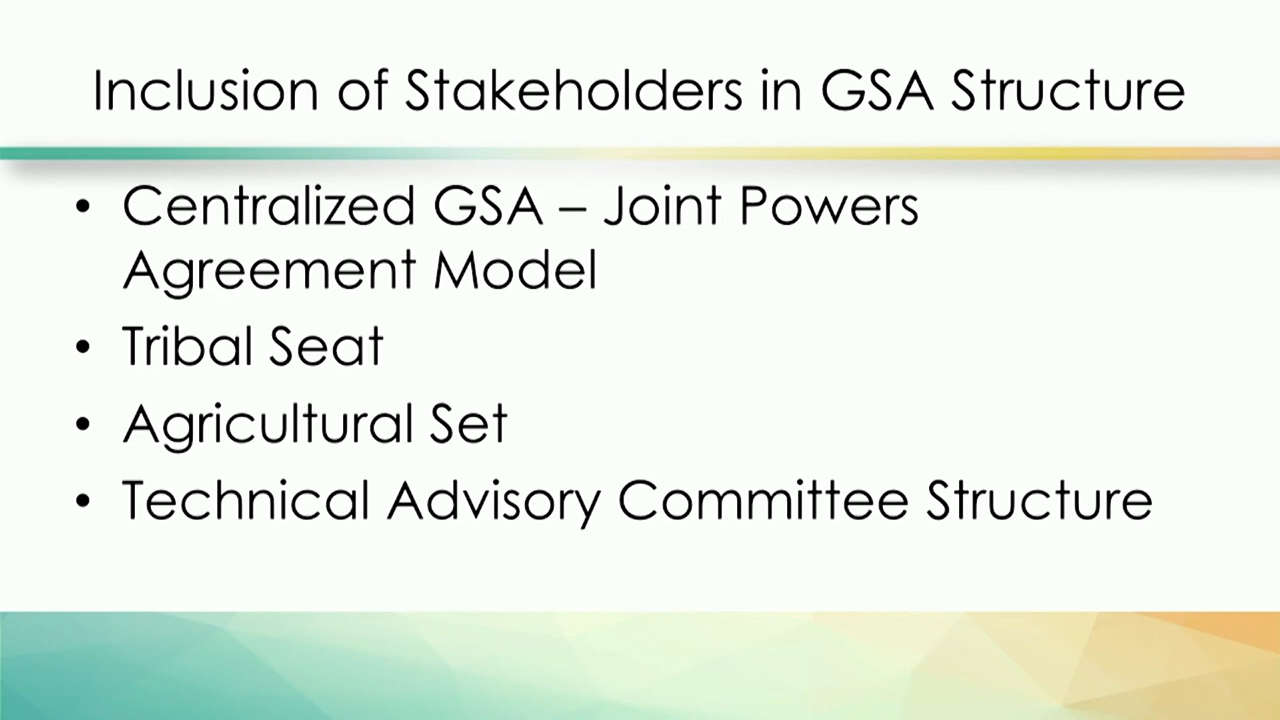 Inclusion of Stakeholders in GSA Structure
• Centralized GSA – Joint Powers
Agreement Model
• Tribal Seat
• Agricultural Set
• Technical Advisory Committee Structure